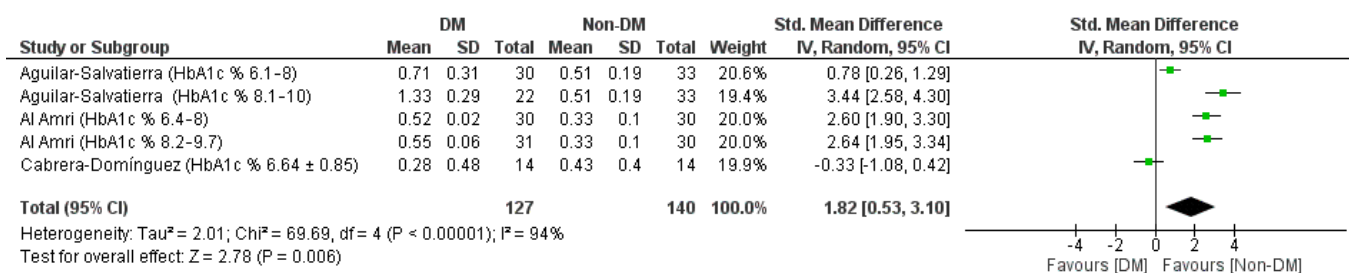 DM Non-DM Std. Mean Difference Std. Mean Difference
Study or Subgroup Mean SD Total Mean SD Total Weight IV, Random, 95% CI IV, Random, 95% CI
Aguilar-Salvatierra (HbA1c % 6.1-8) 0.71 0.31 30 0.51 0.19 33 20.6% 0.78 [0.26, 1.29]
Aguilar-Salvatierra (HbA1c % 8.1-10) 1.33 0.29 22 0.51 0.19 33 19.4% 3.44 [2.58, 4.30]
Al Amri (HbA1c % 6.4-8) 0.52 0.02 30 0.33 0.1 30 20.0% 2.60 [1.90, 3.30]
Al Amri (HbA1c % 8.2-9.7) 0.55 0.06 31 0.33 0.1 30 20.0% 2.64 [1.95, 3.34]
Cabrera-Domínguez (HbA1c % 6.64 ± 0.85) 0.28 0.48 14 0.43 0.4 14 19.9% -0.33 [-1.08, 0.42]
Total (95% CI) 127 140 100.0% 1.82 [0.53, 3.10]
Heterogeneity: Tau² = 2.01; Chi² = 69.69, df = 4 (P < 0.00001); I² = 94%
Test for overall effect: Z = 2.78 (P = 0.006)
-4 -2 0 2 4
Favours [DM] Favours [Non-DM]